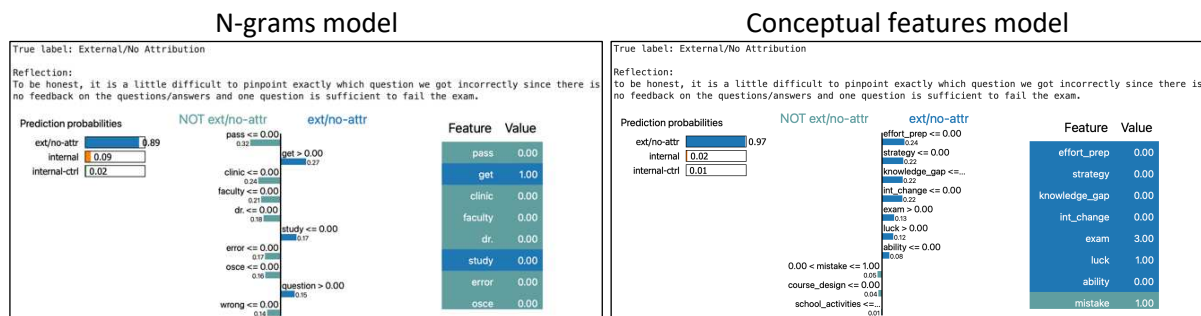 N-grams model
True label: External/No Attribution
Reflection:
To be honest, it is a little difficult to pinpoint exactly which question we got incorrectly since there is
no feedback on the questions/answers and one question is sufficient to fail the exam.
Prediction probabilities
ext/no-attr 0.89
internal 0.09
internal-ctrl 0.02
NOT ext/no-attr ext/no-attr
pass <= 0.00
0.32
get > 0.00
0.27
clinic <= 0.00
0.24
faculty <= 0.00
0.21
dr. <= 0.00
0.18
study <= 0.00
0.17
error <= 0.00
0.17
osce <= 0.00
0.16
question > 0.00
0.15
wrong <= 0.00
0.14
Feature Value
pass 0.00
get 1.00
clinic 0.00
faculty 0.00
dr. 0.00
study 0.00
error 0.00
osce 0.00
Conceptual features model
True label: External/No Attribution
Reflection:
to be honest, it is a little difficult to pinpoint exactly which question we got incorrectly since there is
no feedback on the questions/answers and one question is sufficient to fail the exam.
Prediction probabilities
ext/no-attr 0.97
internal 0.02
internal-ctrl 0.01
NOT ext/no-attr ext/no-attr
effort_prep <= 0.00
0.24
strategy <= 0.00
0.22
knowledge_gap <=...
0.22
int_change <= 0.00
0.22
exam > 0.00
0.13
luck > 0.00
0.12
ability <= 0.00
0.08
0.00 < mistake <= 1.00
0.05
course_design <= 0.00
0.04
school_activities <=...
0.01
Feature Value
effort_prep 0.00
strategy 0.00
knowledge_gap 0.00
int_change 0.00
exam 3.00
luck 1.00
ability 0.00
mistake 1.00